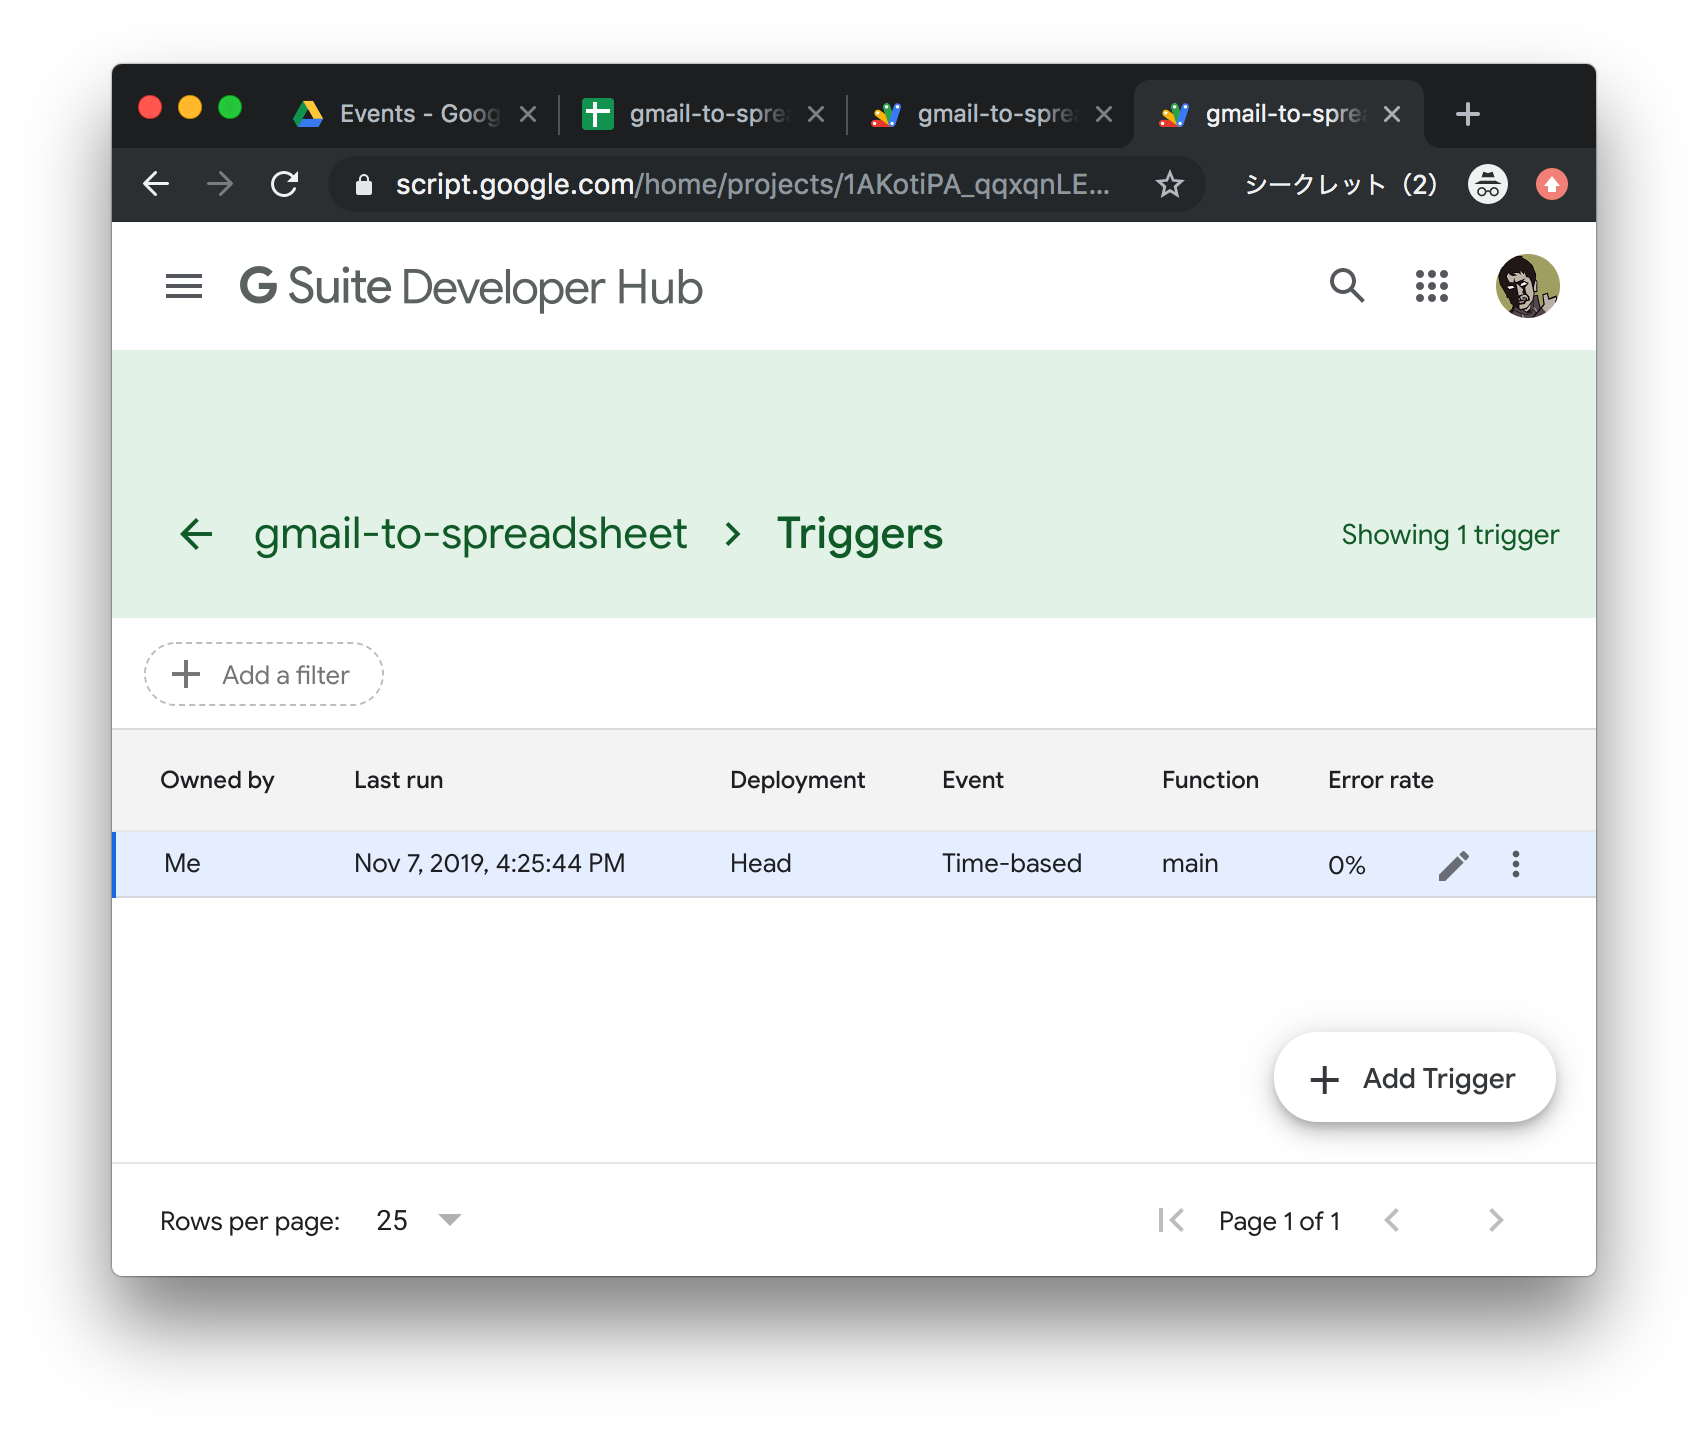 Events - Goog
gmail-to-sprea
gmail-to-sprea
gmail-to-sprea
script.google.com/home/projects/1AKotiPA_qqxqnLE...
シークレット（2）
G Suite Developer Hub
gmail-to-spreadsheet > Triggers
Showing 1 trigger
Add a filter
Owned by Last run Deployment Event Function Error rate
Me Nov 7, 2019, 4:25:44 PM Head Time-based main 0%
Add Trigger
Rows per page: 25
Page 1 of 1